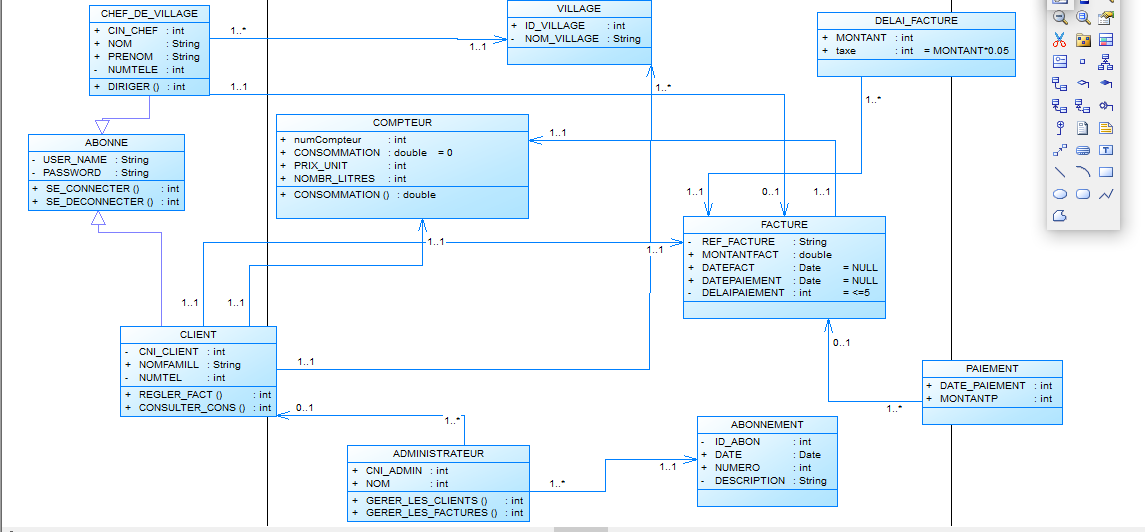 CHEF_DE_VILLAGE
+ CIN_CHEF : int
+ NOM : String
+ PRENOM : String
- NUMTELE : int
+ DIRIGER () : int
1..*
1..1
VILLAGE
+ ID_VILLAGE : int
- NOM_VILLAGE : String
DELAI_FACTURE
+ MONTANT : int
+ taxe : int = MONTANT*0.05
1..1
1..*
1..*
ABONNE
- USER_NAME : String
- PASSWORD : String
+ SE_CONNECTER () : int
+ SE_DECONNECTER () : int
COMPTEUR
+ numCompteur : int
+ CONSOMMATION : double = 0
+ PRIX_UNIT : int
+ NOMBR_LITRES : int
+ CONSOMMATION () : double
1..1
1..1
0..1
1..1
FACTURE
- REF_FACTURE : String
+ MONTANTFACT : double
+ DATEFACT : Date = NULL
+ DATEPAIEMENT : Date = NULL
- DELAIPAIEMENT : int = <=5
1..1
1..1
1..1
1..1
CLIENT
- CNI_CLIENT : int
+ NOMFAMILL : String
- NUMTEL : int
+ REGLER_FACT () : int
+ CONSULTER_CONS () : int
1..1
0..1
0..1
1..*
PAIEMENT
+ DATE_PAIEMENT : int
+ MONTANTP : int
1..*
ADMINISTRATEUR
+ CNI_ADMIN : int
+ NOM : int
+ GERER_LES_CLIENTS () : int
+ GERER_LES_FACTURES () : int
1..*
1..1
ABONNEMENT
- ID_ABON : int
+ DATE : Date
+ NUMERO : int
- DESCRIPTION : String